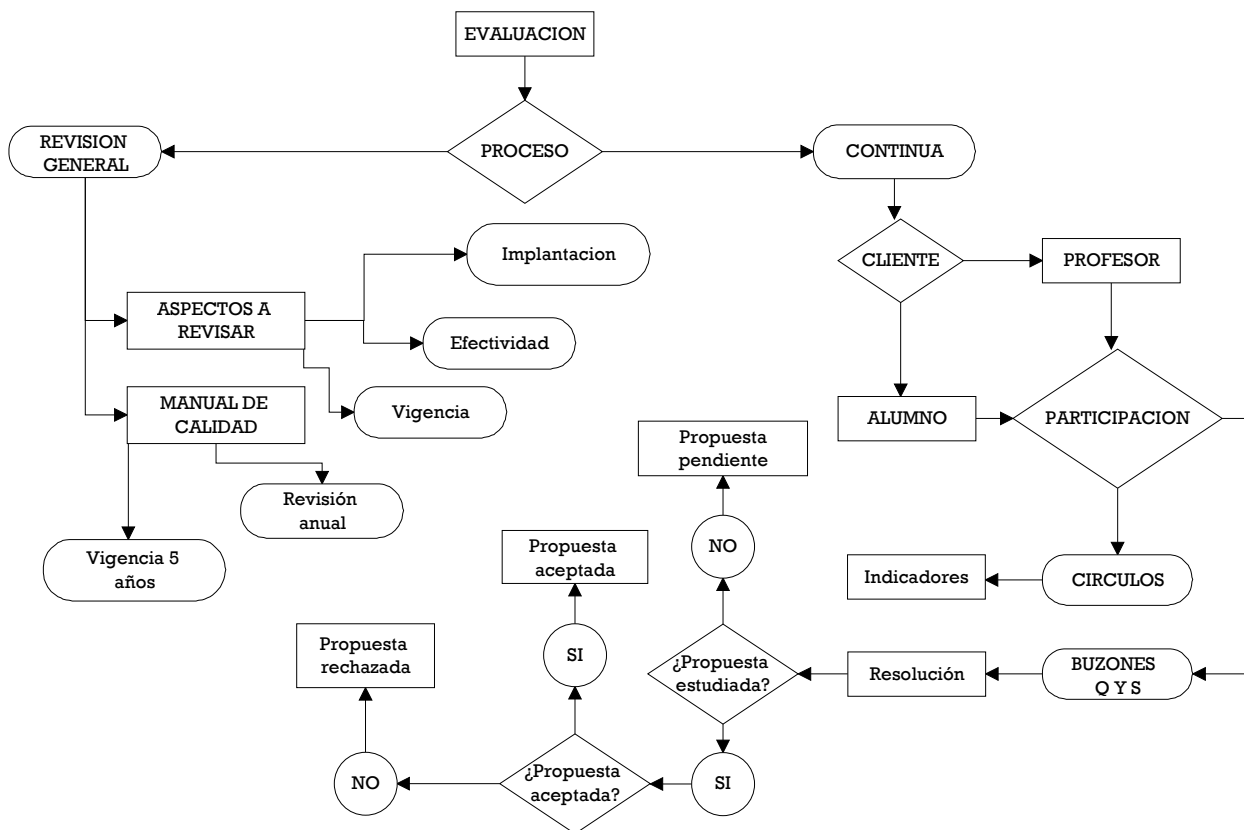 EVALUACION
REVISION
GENERAL
PROCESO
CONTINUA
Implantacion
CLIENTE
PROFESOR
ASPECTOS A
REVISAR
Efectividad
MANUAL DE
CALIDAD
Vigencia
ALUMNO
PARTICIPACION
Propuesta
pendiente
Revisión
anual
Vigencia 5
años
Propuesta
aceptada
NO
Indicadores
CIRCULOS
Propuesta
rechazada
SI
¿Propuesta
estudiada?
Resolución
BUZONES
Q Y S
NO
¿Propuesta
aceptada?
SI